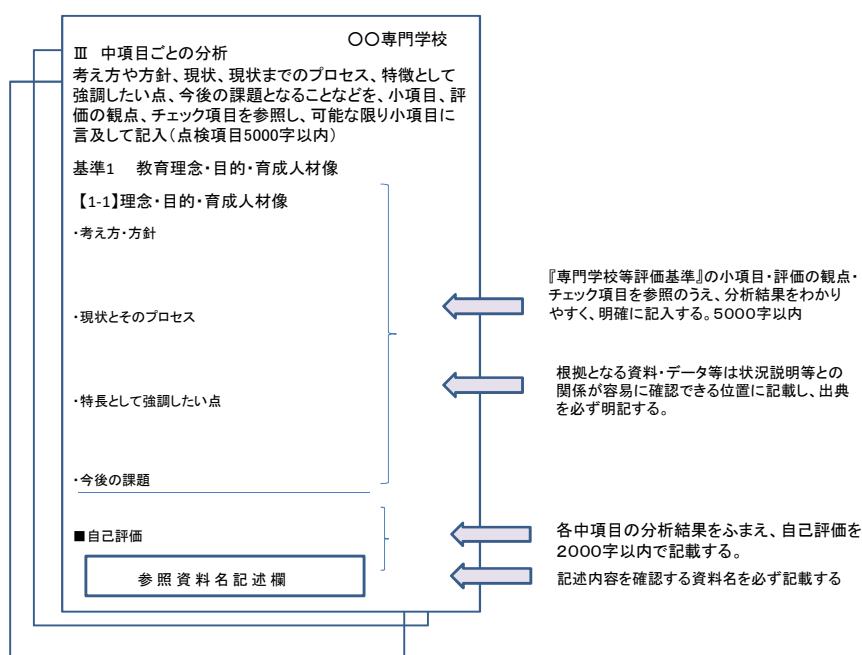 〇〇専門学校
Ⅲ 中項目ごとの分析
考え方や方針、現状、現状までのプロセス、特徴として
強調したい点、今後の課題となることなどを、小項目、評
価の観点、チェック項目を参照し、可能な限り小項目に
言及して記入(点検項目5000字以内)
基準1 教育理念・目的・育成人材像
【1-1】理念・目的・育成人材像
・考え方・方針
・現状とそのプロセス
・特長として強調したい点
・今後の課題
■自己評価
参照資料名記述欄
『専門学校等評価基準』の小項目・評価の観点・
チェック項目を参照のうえ、分析結果をわかり
やすく、明確に記入する。5000字以内
根拠となる資料・データ等は状況説明等との
関係が容易に確認できる位置に記載し、出典
を必ず明記する。
各中項目の分析結果をふまえ、自己評価を
2000字以内で記載する。
記述内容を確認する資料名を必ず記載する